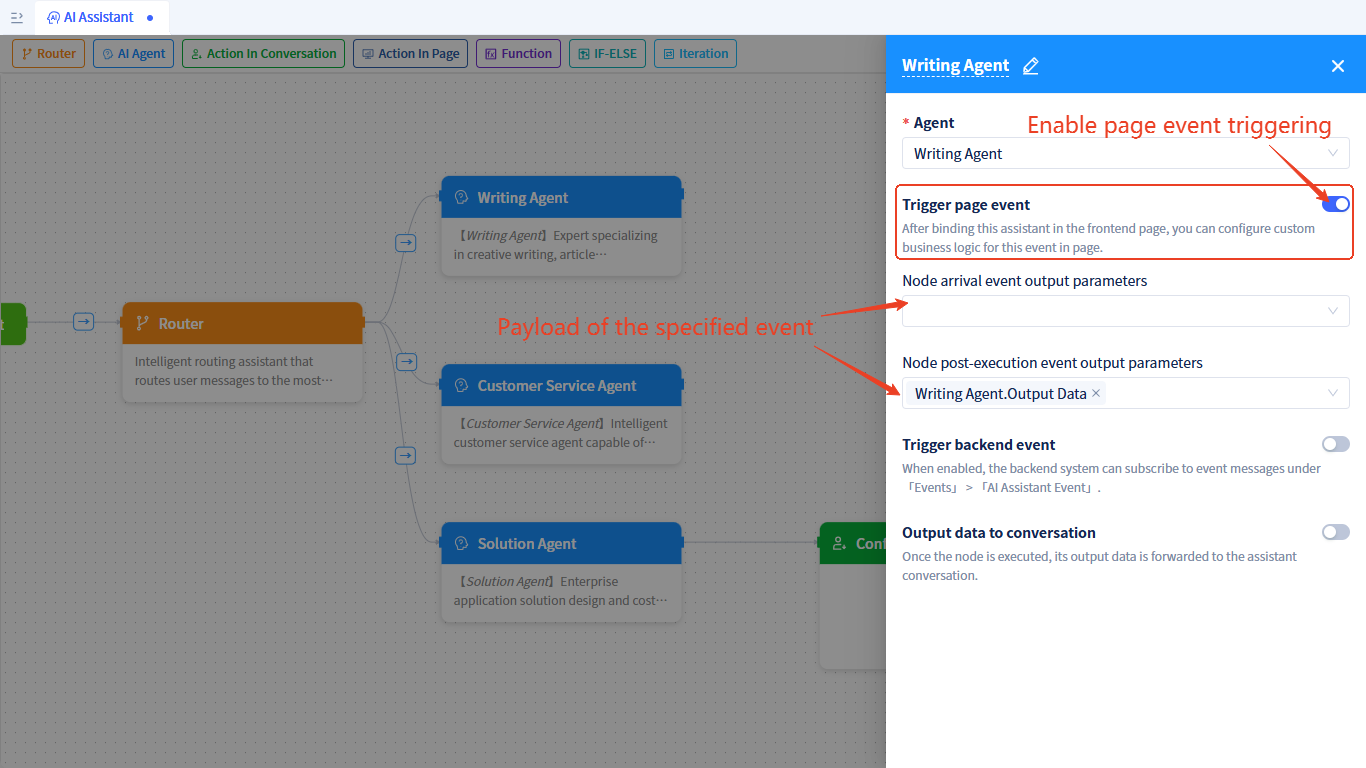 AI Assistant
Router
AI Agent
Action In Conversation
Action In Page
Function
IF-ELSE
Iteration
Writing Agent
* Agent
Enable page event triggering
Writing Agent
Trigger page event
After binding this assistant in the frontend page, you can configure custom
business logic for this event in page.
Node arrival event output parameters
Payload of the specified event
Node post-execution event output parameters
Writing Agent.Output Data
Trigger backend event
When enabled, the backend system can subscribe to event messages under
「Events」 > 「AI Assistant Event」.
Output data to conversation
Once the node is executed, its output data is forwarded to the assistant
conversation.
t
Router
Intelligent routing assistant that
routes user messages to the most···
Writing Agent
【Writing Agent】Expert specializing
in creative writing, article···
Customer Service Agent
【Customer Service Agent】Intelligent
customer service agent capable of···
Solution Agent
【Solution Agent】Enterprise
application solution design and cost···
Conf